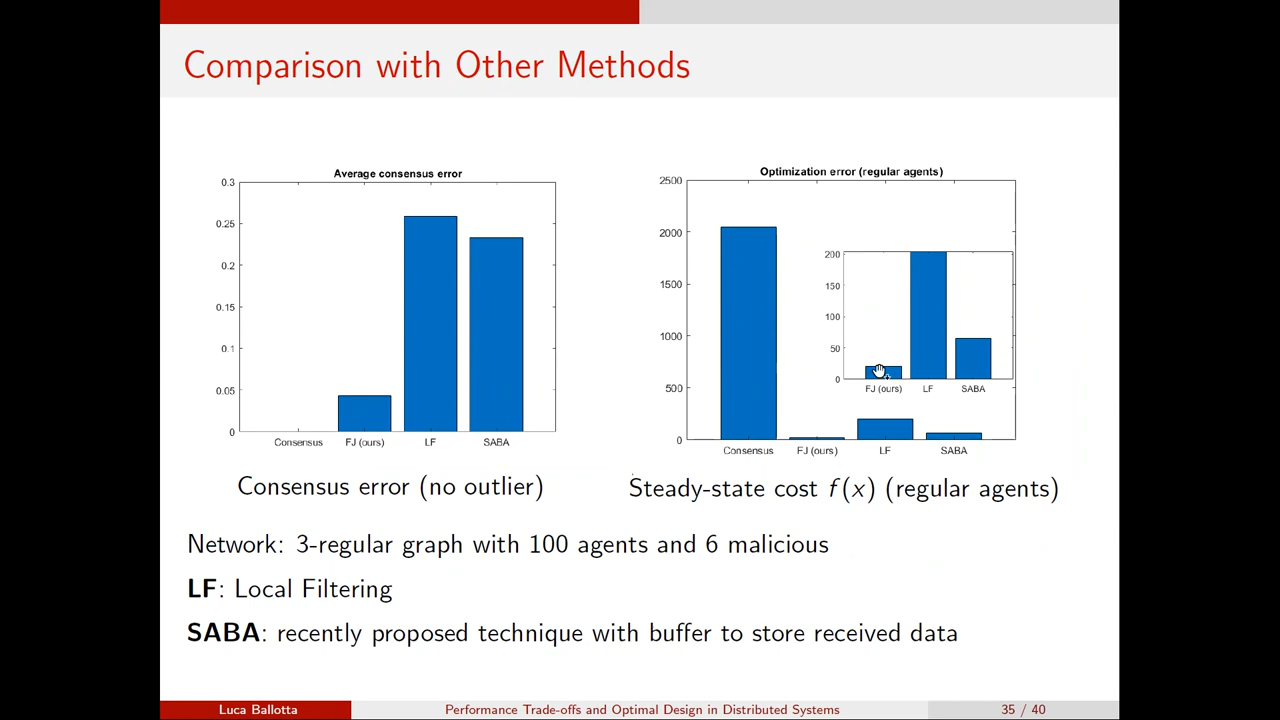 Comparison with Other Methods
Average consensus error
0.3
0.25
0.2
0.15
0.1
0.05
0
Consensus FJ (ours) LF SABA
Consensus error (no outlier)
Optimization error (regular agents)
2500
2000
1500
1000
500
0
Consensus FJ (ours) LF SABA
200
150
100
50
0
FJ (ours) LF SABA
Steady-state cost f(x) (regular agents)
Network: 3-regular graph with 100 agents and 6 malicious
LF: Local Filtering
SABA: recently proposed technique with buffer to store received data
Luca Ballotta Performance Trade-offs and Optimal Design in Distributed Systems 35 / 40